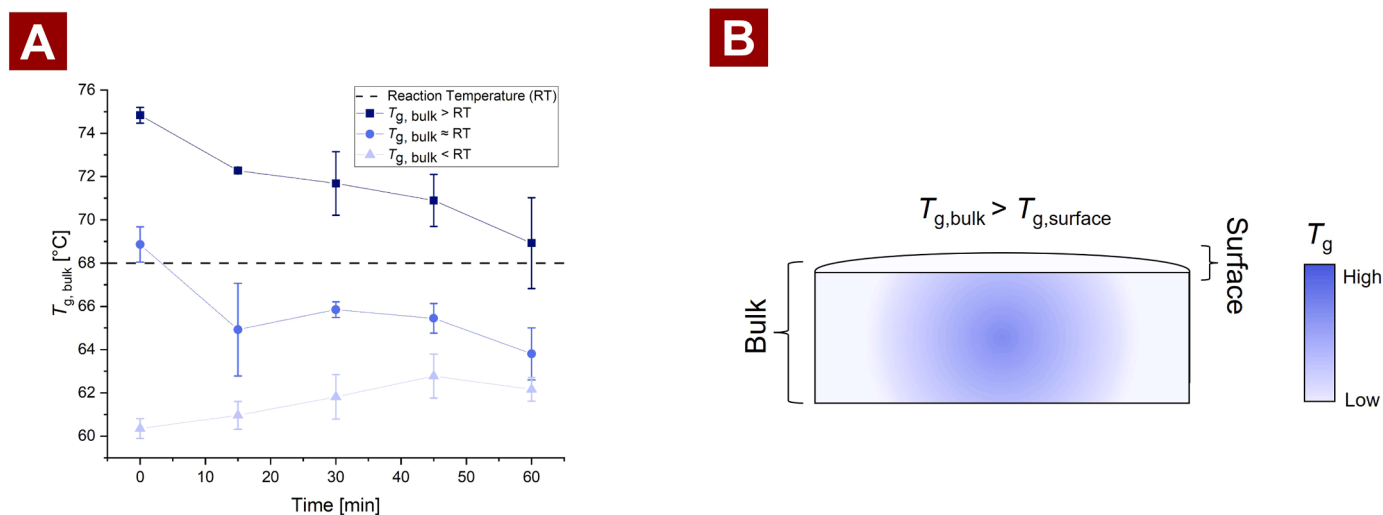 A
B
76
74
72
70
68
66
64
62
60
Tg, bulk [°C]
0
10
20
30
40
50
60
Time [min]
Reaction Temperature (RT)
Tg, bulk > RT
Tg, bulk ≈ RT
Tg, bulk < RT
Tg,bulk > Tg,surface
Bulk
Surface
Tg
High
Low